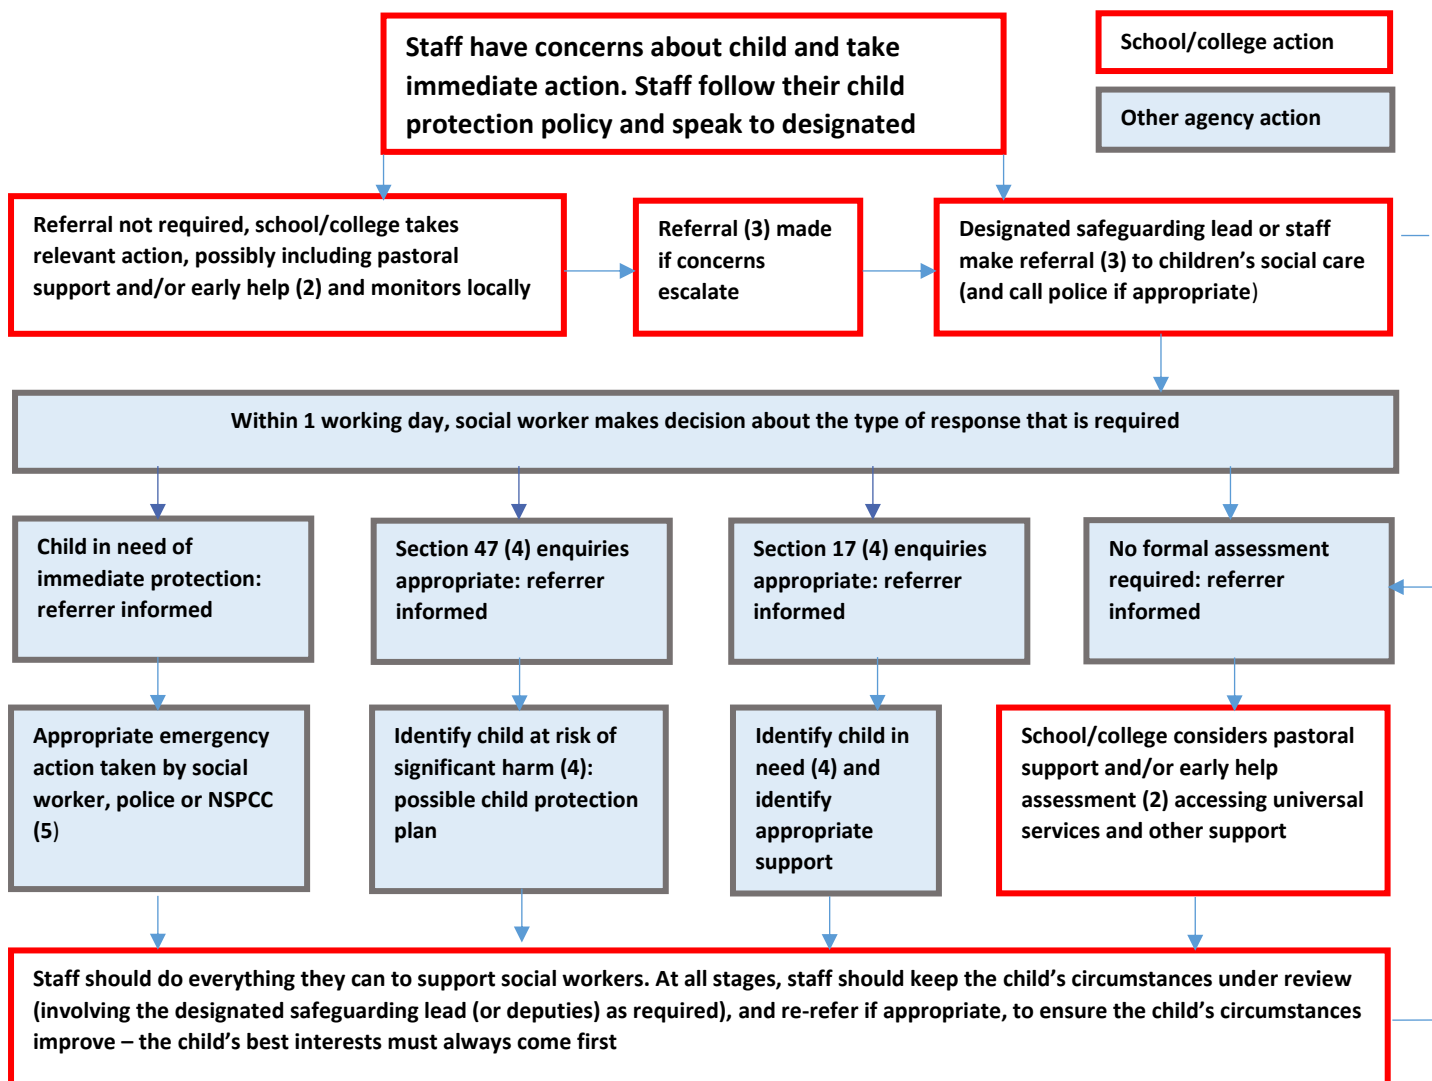 Staff have concerns about child and take
immediate action. Staff follow their child
protection policy and speak to designated
School/college action
Other agency action
Referral not required, school/college takes
relevant action, possibly including pastoral
support and/or early help (2) and monitors locally
Referral (3) made
if concerns
escalate
Designated safeguarding lead or staff
make referral (3) to children’s social care
(and call police if appropriate)
Within 1 working day, social worker makes decision about the type of response that is required
Child in need of
immediate protection:
referrer informed
Section 47 (4) enquiries
appropriate: referrer
informed
Section 17 (4) enquiries
appropriate: referrer
informed
No formal assessment
required: referrer
informed
Appropriate emergency
action taken by social
worker, police or NSPCC
(5)
Identify child at risk of
significant harm (4):
possible child protection
plan
Identify child in
need (4) and
identify
appropriate
support
School/college considers pastoral
support and/or early help
assessment (2) accessing universal
services and other support
Staff should do everything they can to support social workers. At all stages, staff should keep the child’s circumstances under review
(involving the designated safeguarding lead (or deputies) as required), and re-refer if appropriate, to ensure the child’s circumstances
improve – the child’s best interests must always come first